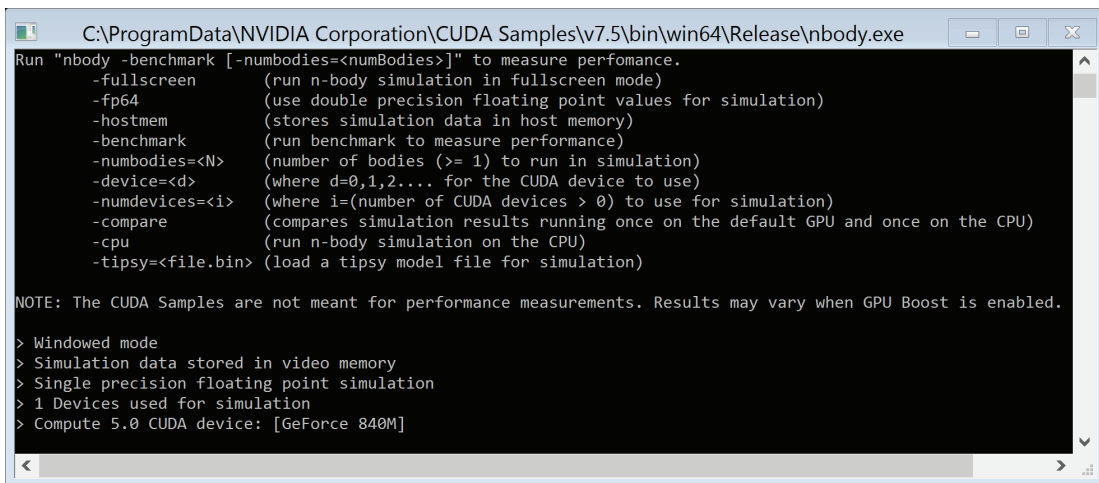 C:\ProgramData\NVIDIA Corporation\CUDA Samples\v7.5\bin\win64\Release\nbody.exe
Run "nbody -benchmark [-numbodies=<numBodies>]" to measure perfomance.
-fullscreen (run n-body simulation in fullscreen mode)
-fp64 (use double precision floating point values for simulation)
-hostmem (stores simulation data in host memory)
-benchmark (run benchmark to measure performance)
-numbodies=<N> (number of bodies (>= 1) to run in simulation)
-device=<d> (where d=0,1,2.... for the CUDA device to use)
-numdevices=<i> (where i=(number of CUDA devices > 0) to use for simulation)
-compare (compares simulation results running once on the default GPU and once on the CPU)
-cpu (run n-body simulation on the CPU)
-tipsy=<file.bin> (load a tipsy model file for simulation)
NOTE: The CUDA Samples are not meant for performance measurements. Results may vary when GPU Boost is enabled.
> Windowed mode
> Simulation data stored in video memory
> Single precision floating point simulation
> 1 Devices used for simulation
> Compute 5.0 CUDA device: [GeForce 840M]